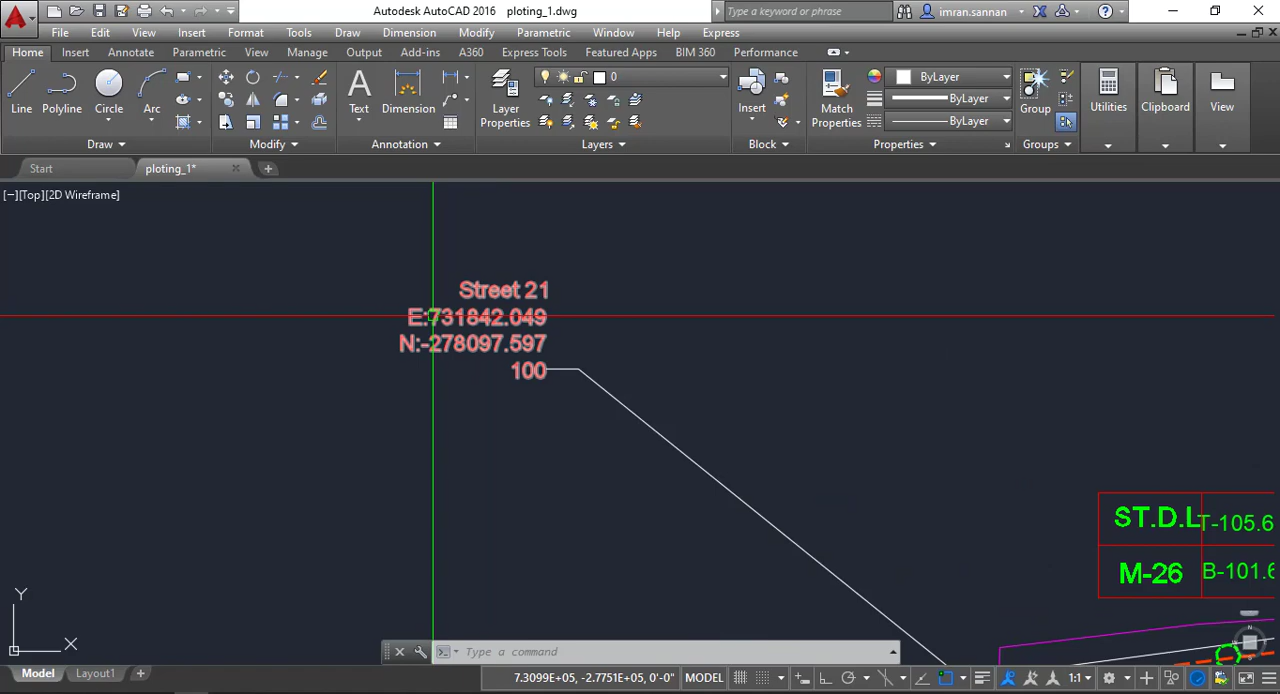 Autodesk AutoCAD 2016 ploting_1.dwg
Type a keyword or phrase
imran.sannan
File Edit View Insert Format Tools Draw Dimension Modify Parametric Window Help Express
Home Insert Annotate Parametric View Manage Output Add-ins A360 Express Tools Featured Apps BIM 360 Performance
Line Polyline Circle Arc
Text Dimension
Layer Properties
0
Insert
Match Properties
ByLayer
ByLayer
ByLayer
Group
Utilities
Clipboard
View
Draw Modify Annotation Layers Block Properties Groups
Start ploting_1*
[−][Top][2D Wireframe]
Street 21
E:731842.049
N:-278097.597
100
ST.D.L T-105.6
M-26 B-101.6
Y
X
N
Type a command
Model Layout1
7.3099E+05, -2.7751E+05, 0'-0" MODEL 1:1